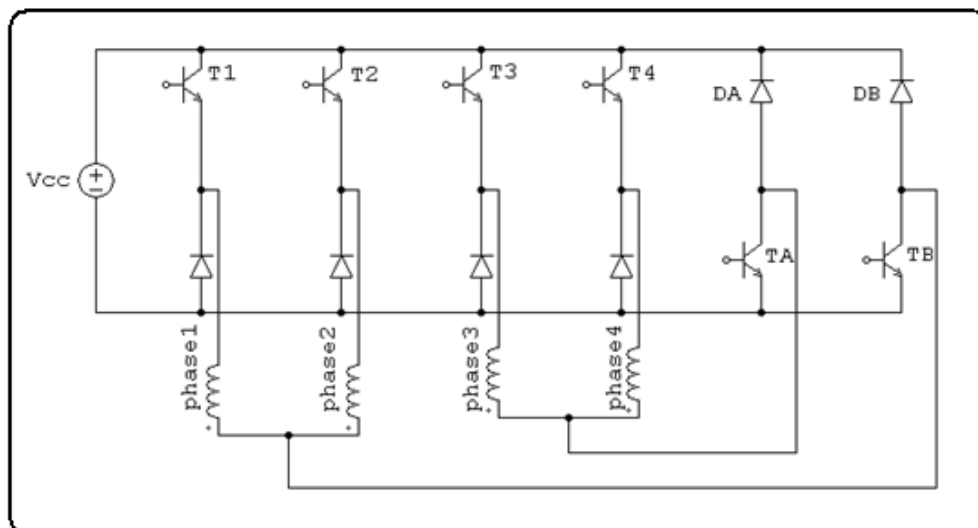 T1
T2
T3
T4
DA
DB
Vcc
TA
TB
phase1
phase2
phase3
phase4